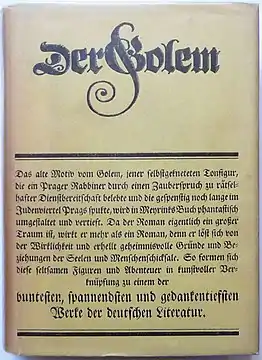 Der Golem
Das alte Motiv vom Golem, jener selbstgekneteten Tonfigur,
die ein Prager Rabbiner durch einen Zauberspruch zu rätsel-
hafter Dienstbereitschaft belebte und die gespenstig noch lange im
Judenviertel Prags spukte, wird in Meyrinks Buch phantastisch
umgestaltet und vertieft. Da der Roman eigentlich ein großer
Traum ist, wirkt er mehr als ein Roman, denn er löst sich von
der Wirklichkeit und erhellt geheimnisvolle Gründe und Be-
ziehungen der Seelen und Menschenschicksale. So formen sich
diese seltsamen Figuren und Abenteuer in kunstvoller Ver-
knüpfung zu einem der
buntesten, spannendsten und gedankentiefsten
Werke der deutschen Literatur.